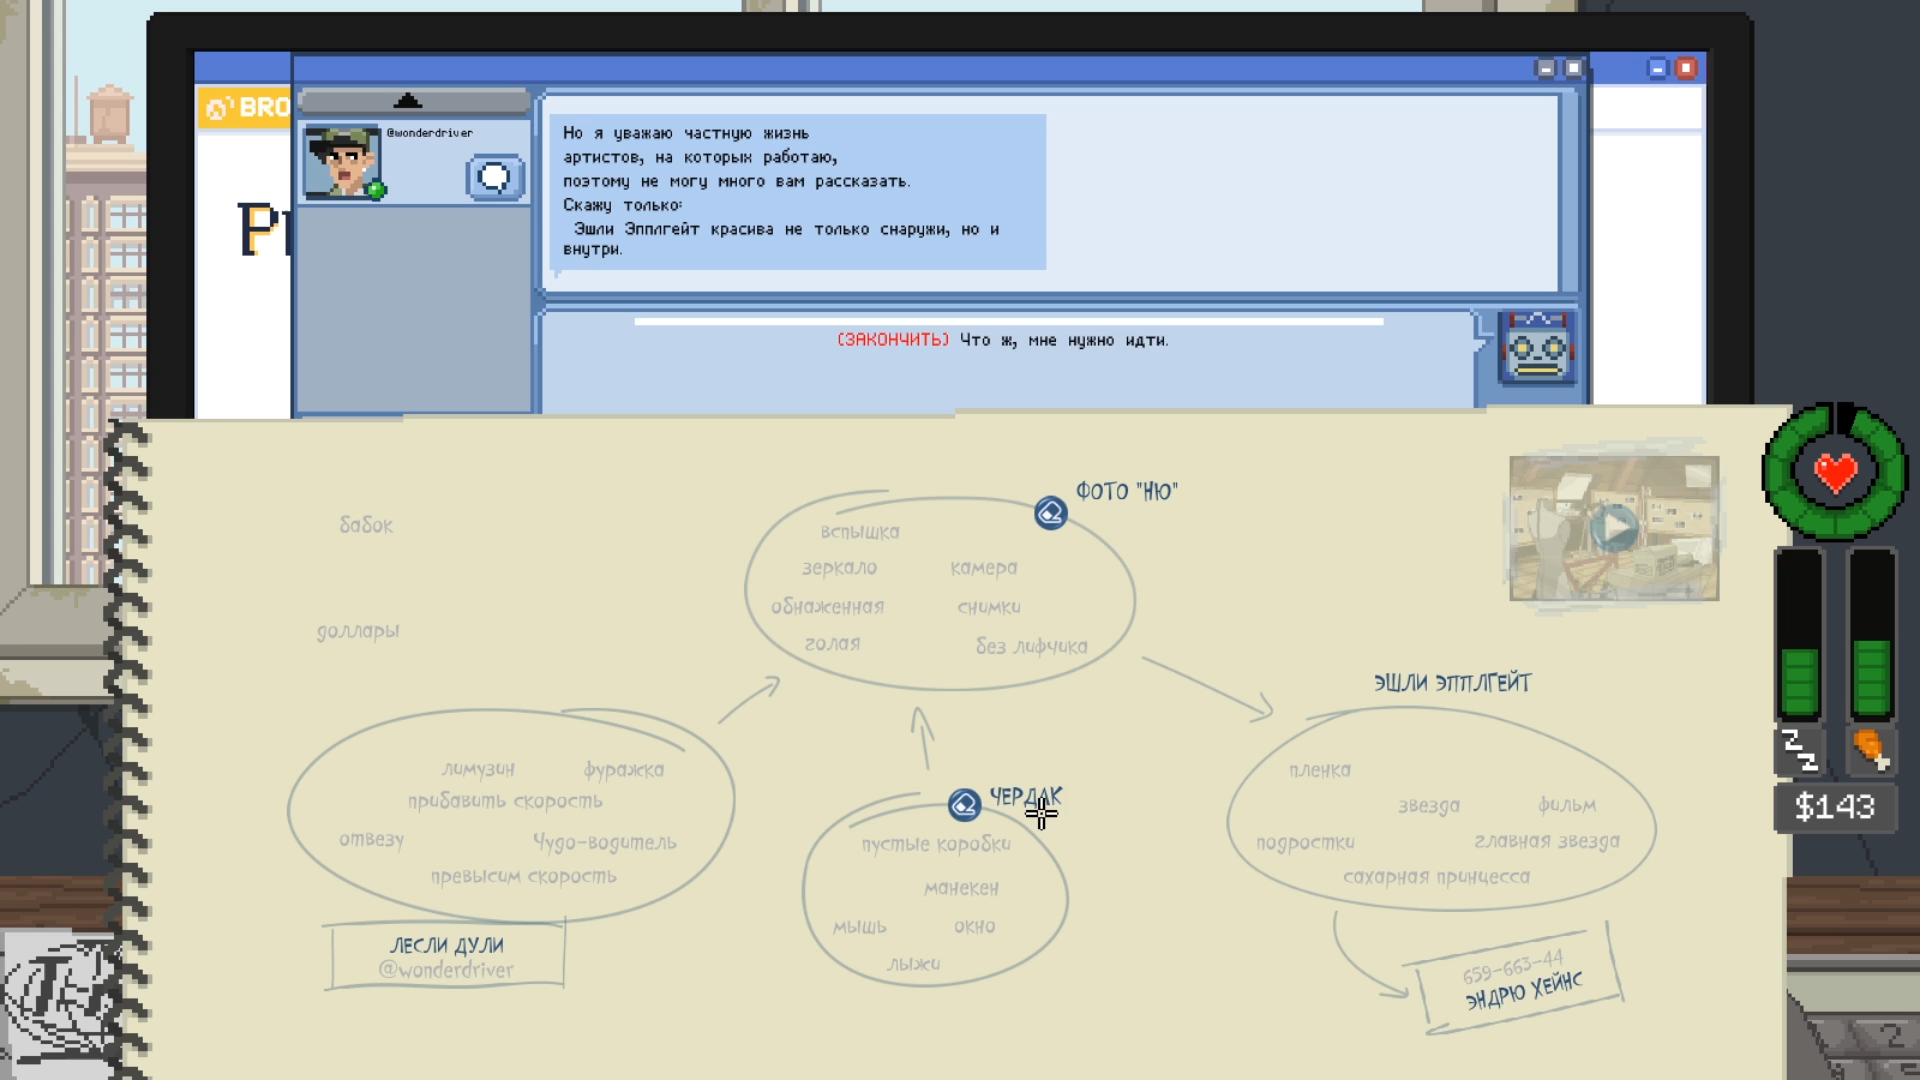 BRO
@wonderdriver
Но я уважаю частную жизнь
артистов, на которых работаю,
поэтому не могу много вам рассказать.
Скажу только:
Эшли Эпплгейт красива не только снаружи, но и
внутри.
(ЗАКОНЧИТЬ) Что ж, мне нужно идти.
ФОТО "НЮ"
бабок
вспышка
зеркало камера
обнаженная снимки
доллары
голая без лифчика
ЭШЛИ ЭППЛГЕЙТ
лимузин фуражка
пленка
прибавить скорость
ЧЕРДАК
звезда фильм
$143
отвезу Чудо-водитель
пустые коробки
подростки главная звезда
превысим скорость
манекен
сахарная принцесса
мышь окно
ЛЕСЛИ ДУЛИ
@wonderdriver
лыжи
659-663-44
ЭНДРЮ ХЕЙНС
2